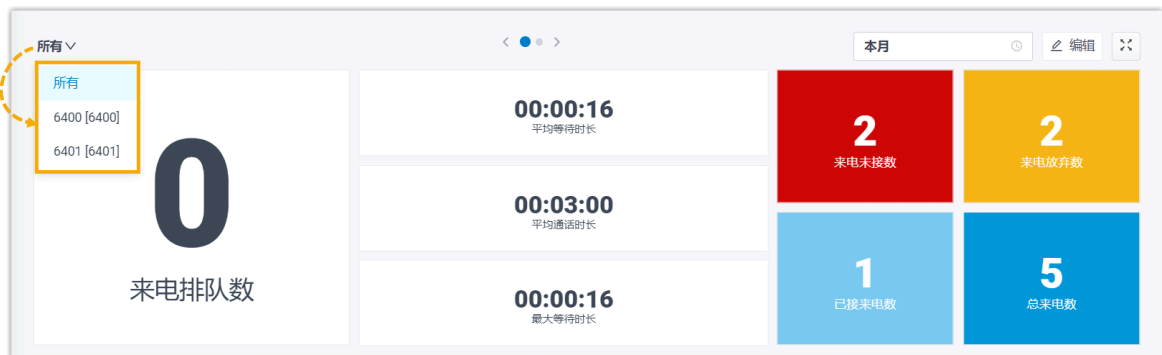 所有
本月
编辑
所有
6400 [6400]
6401 [6401]
0
来电排队数
00:00:16
平均等待时长
00:03:00
平均通话时长
00:00:16
最大等待时长
2
来电未接数
2
来电放弃数
1
已接来电数
5
总来电数